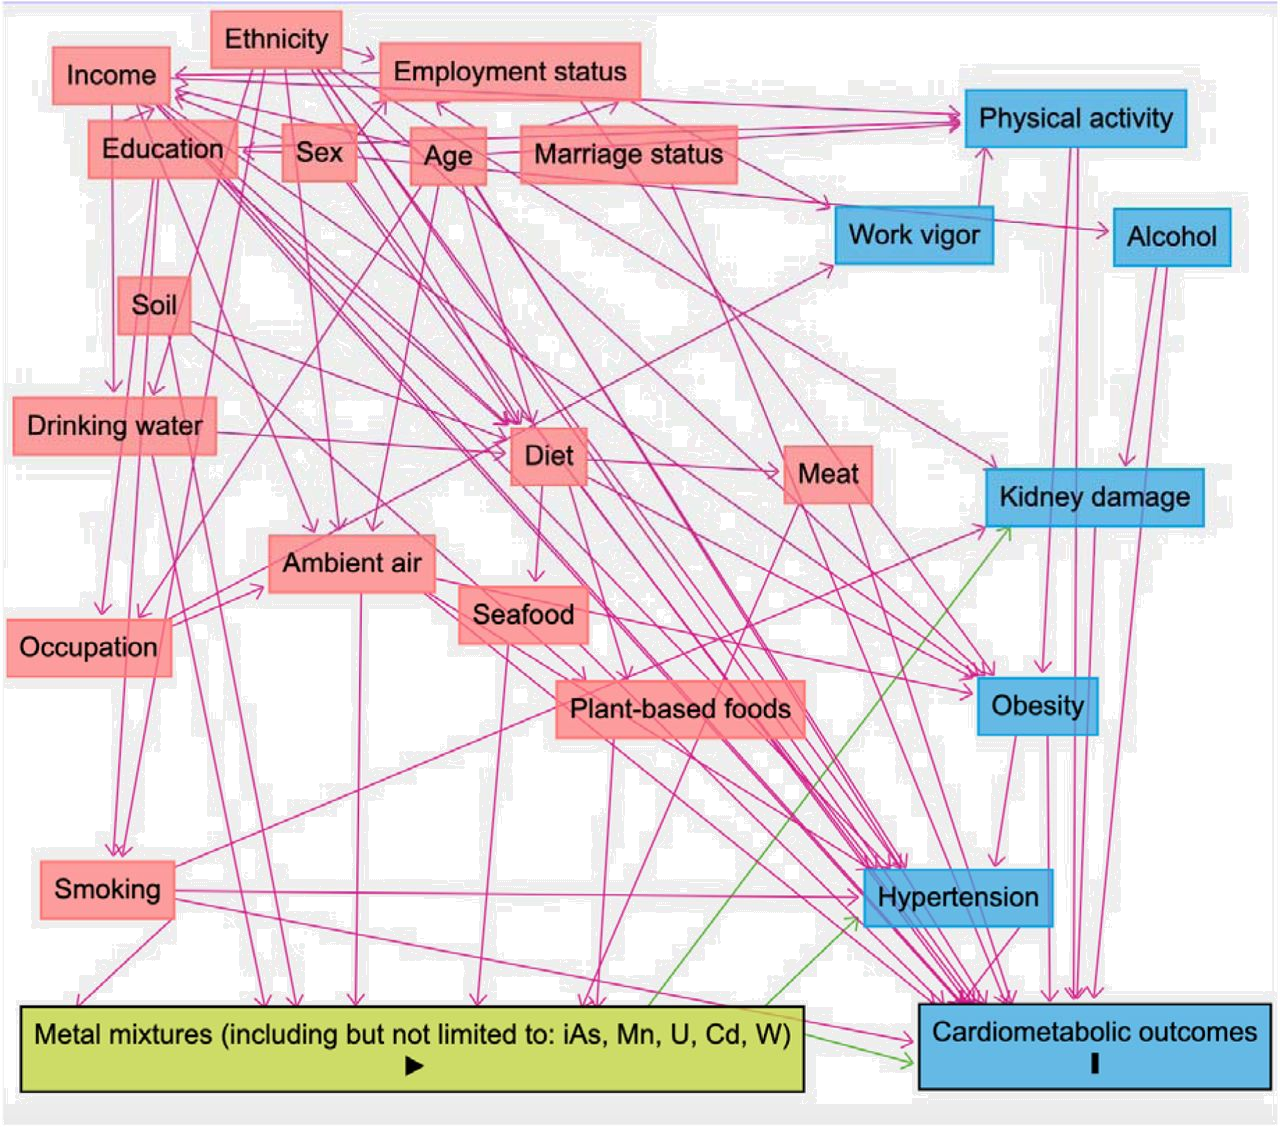 Ethnicity
Income
Employment status
Physical activity
Education
Sex
Age
Marriage status
Work vigor
Alcohol
Soil
Drinking water
Diet
Meat
Kidney damage
Ambient air
Seafood
Occupation
Plant-based foods
Obesity
Smoking
Hypertension
Metal mixtures (including but not limited to: iAs, Mn, U, Cd, W)
Cardiometabolic outcomes